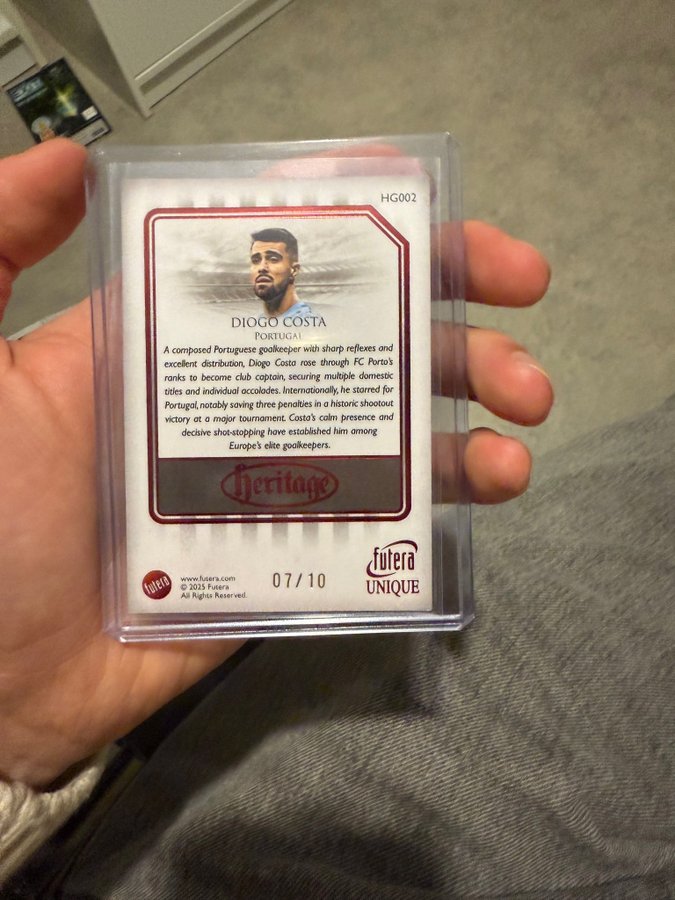 HG002
DIOGO COSTA
PORTUGAL
A composed Portuguese goalkeeper with sharp reflexes and
excellent distribution, Diogo Costa rose through FC Porto's
ranks to become club captain, securing multiple domestic
titles and individual accolades. Internationally, he starred for
Portugal, notably saving three penalties in a historic shootout
victory at a major tournament. Costa's calm presence and
decisive shot-stopping have established him among
Europe's elite goalkeepers.
heritage
futera
www.futera.com
© 2025 Futera
All Rights Reserved.
07/10
futera
UNIQUE